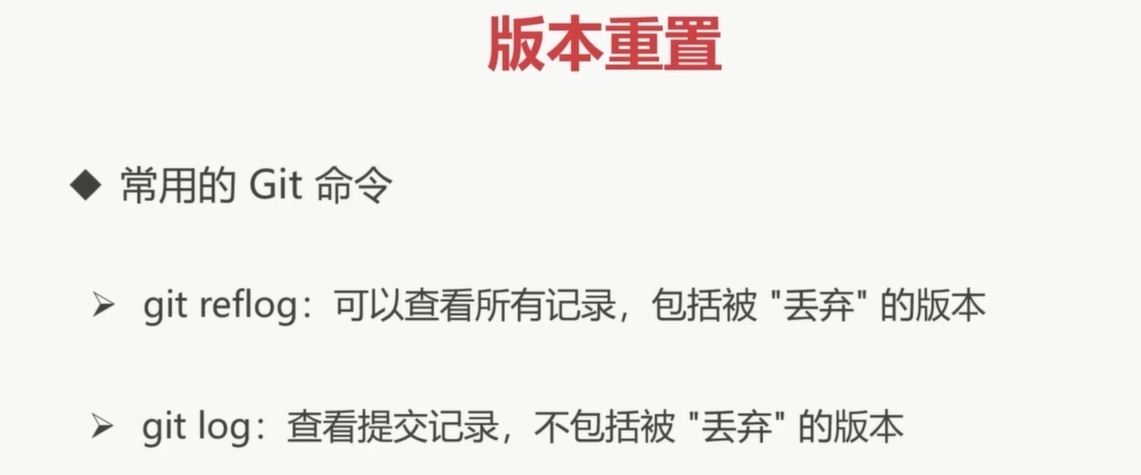 版本重置
◆ 常用的 Git 命令
➢ git reflog：可以查看所有记录，包括被 "丢弃" 的版本
➢ git log：查看提交记录，不包括被 "丢弃" 的版本